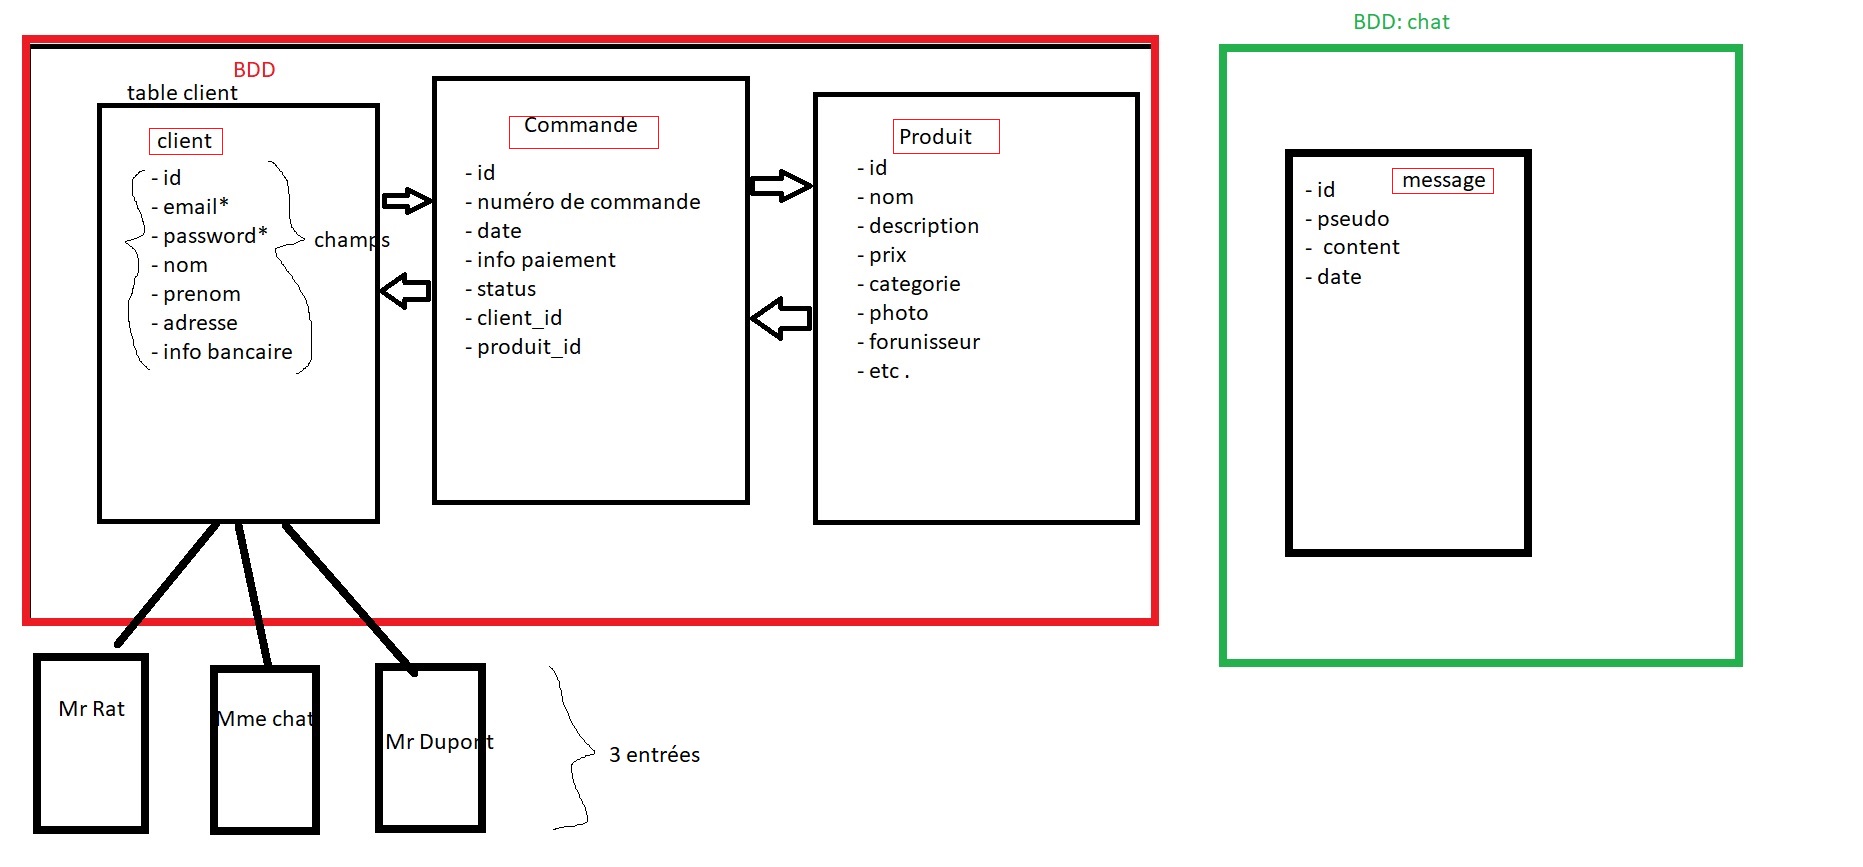 BDD: chat
BDD
table client
client
- id
- email*
- password*
- nom
- prenom
- adresse
- info bancaire
champs
Commande
- id
- numéro de commande
- date
- info paiement
- status
- client_id
- produit_id
Produit
- id
- nom
- description
- prix
- categorie
- photo
- forunisseur
- etc .
message
- id
- pseudo
- content
- date
Mr Rat
Mme chat
Mr Dupont
3 entrées